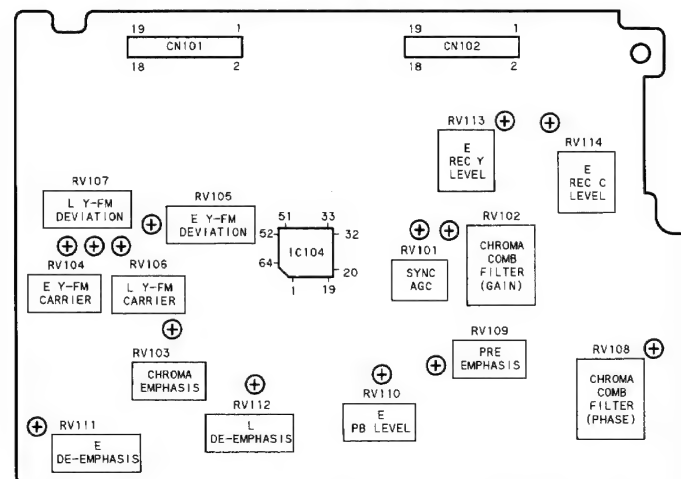 19 1
CN101
18 2
19 1
CN102
18 2
RV113
E
REC Y
LEVEL
RV114
E
REC C
LEVEL
RV107
L Y-FM
DEVIATION
RV105
E Y-FM
DEVIATION
51 33
52 32
IC104
64 20
1 19
RV101
SYNC
AGC
RV102
CHROMA
COMB
FILTER
(GAIN)
RV104
E Y-FM
CARRIER
RV106
L Y-FM
CARRIER
RV103
CHROMA
EMPHASIS
RV109
PRE
EMPHASIS
RV108
CHROMA
COMB
FILTER
(PHASE)
RV111
E
DE-EMPHASIS
RV112
L
DE-EMPHASIS
RV110
E
PB LEVEL